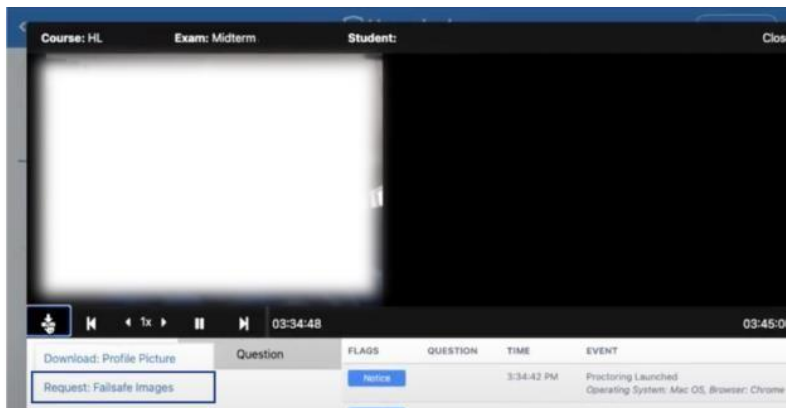 Course: HL Exam: Midterm Student: Clos
1x 03:34:48 03:45:0
Download: Profile Picture
Request: Failsafe Images
Question
FLAGS QUESTION TIME EVENT
Notice 3:34:42 PM Proctoring Launched
Operating System: Mac OS, Browser: Chrome